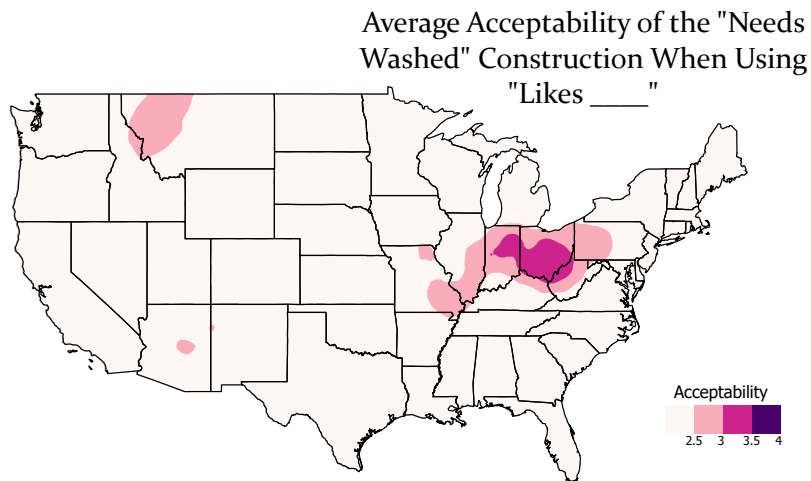 Average Acceptability of the "Needs
Washed" Construction When Using
"Likes ____"
Acceptability
2.5 3 3.5 4